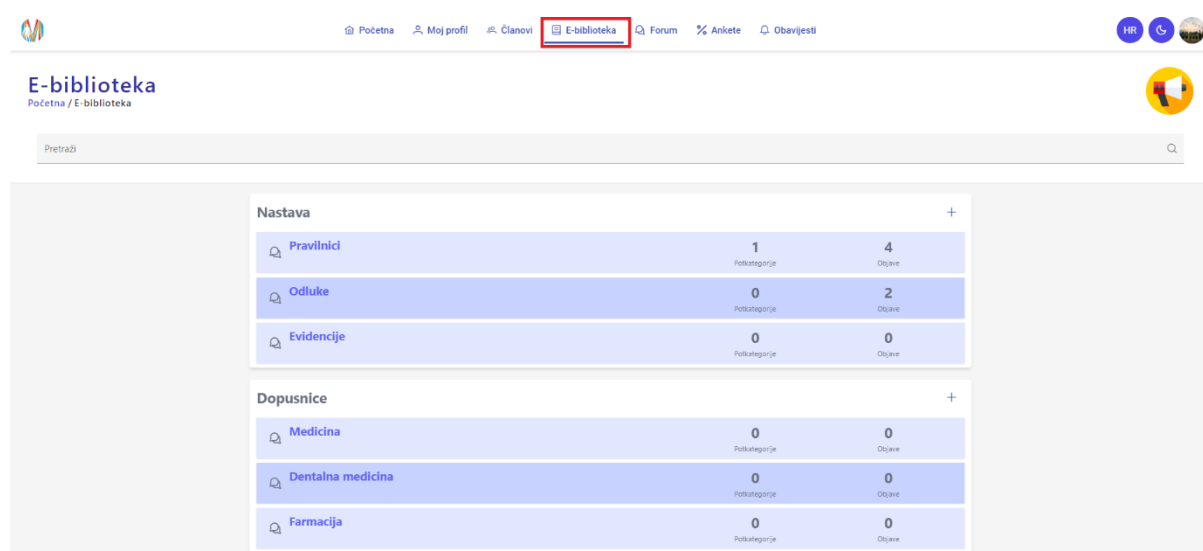 Početna Moj profil Članovi E-biblioteka Forum Ankete Obavijesti HR
E-biblioteka
Početna / E-biblioteka
Pretraži
Nastava +
Pravilnici 1 4
Potkategorije Objave
Odluke 0 2
Potkategorije Objave
Evidencije 0 0
Potkategorije Objave
Dopusnice +
Medicina 0 0
Potkategorije Objave
Dentalna medicina 0 0
Potkategorije Objave
Farmacija 0 0
Potkategorije Objave